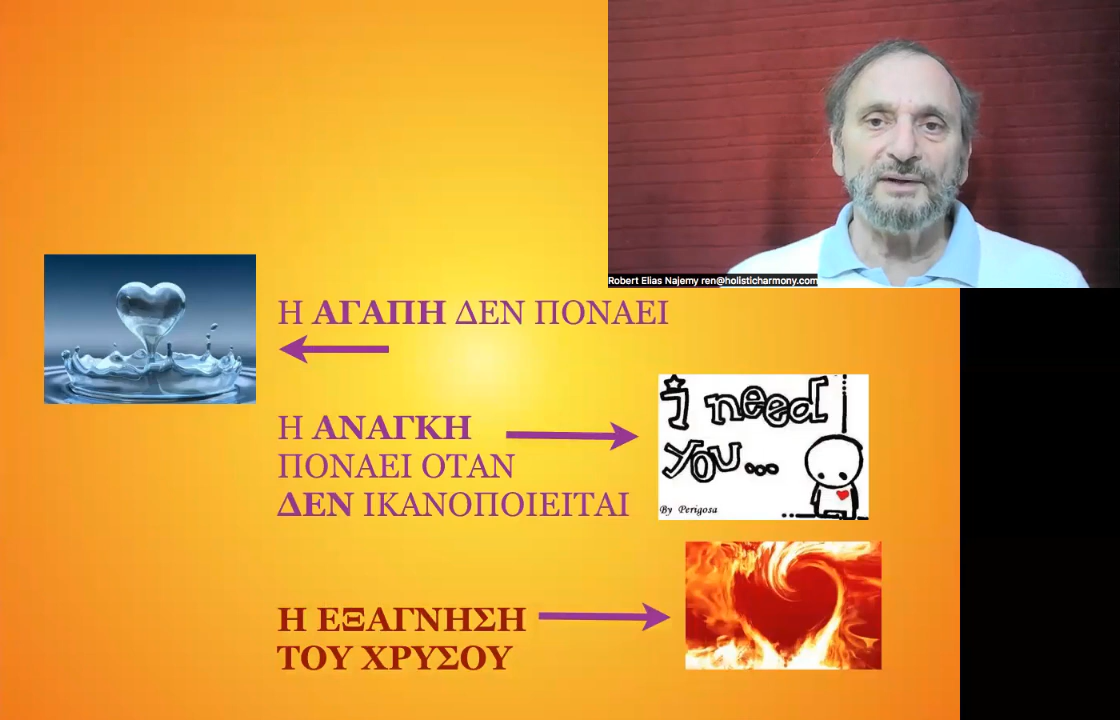 Robert Elias Najemy ren@holisticharmony.com
Η ΑΓΑΠΗ ΔΕΝ ΠΟΝΑΕΙ
Η ΑΝΑΓΚΗ
ΠΟΝΑΕΙ ΟΤΑΝ
ΔΕΝ ΙΚΑΝΟΠΟΙΕΙΤΑΙ
i need
you...
By Perigosa
Η ΕΞΑΓΝΗΣΗ
ΤΟΥ ΧΡΥΣΟΥ